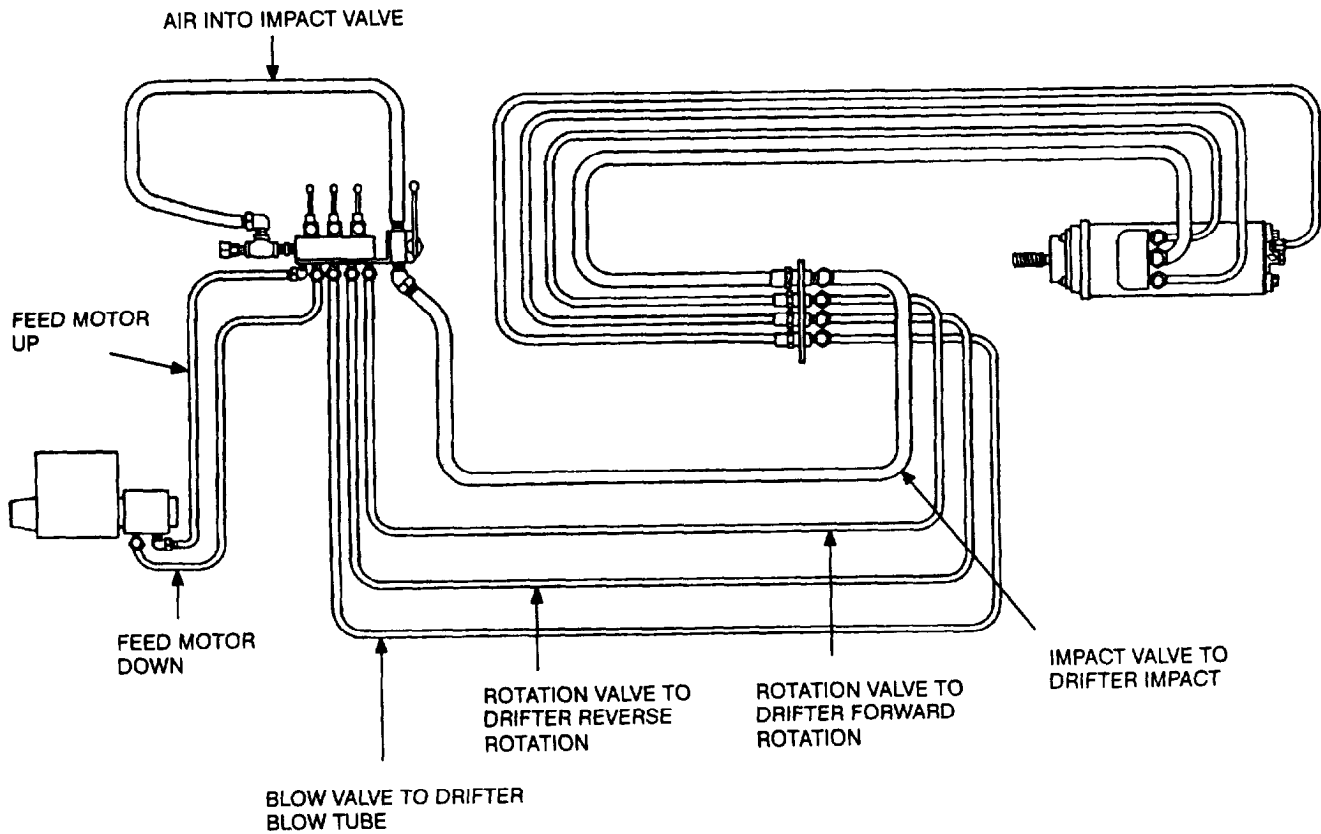 AIR INTO IMPACT VALVE
FEED MOTOR
UP
FEED MOTOR
DOWN
IMPACT VALVE TO
DRIFTER IMPACT
ROTATION VALVE TO
DRIFTER REVERSE
ROTATION
ROTATION VALVE TO
DRIFTER FORWARD
ROTATION
BLOW VALVE TO DRIFTER
BLOW TUBE